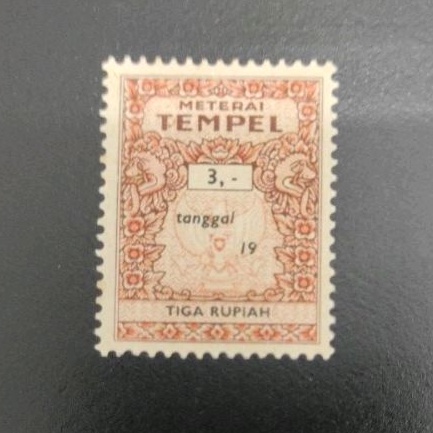 METERAI
TEMPEL
3,-
tanggal
19
TIGA RUPIAH